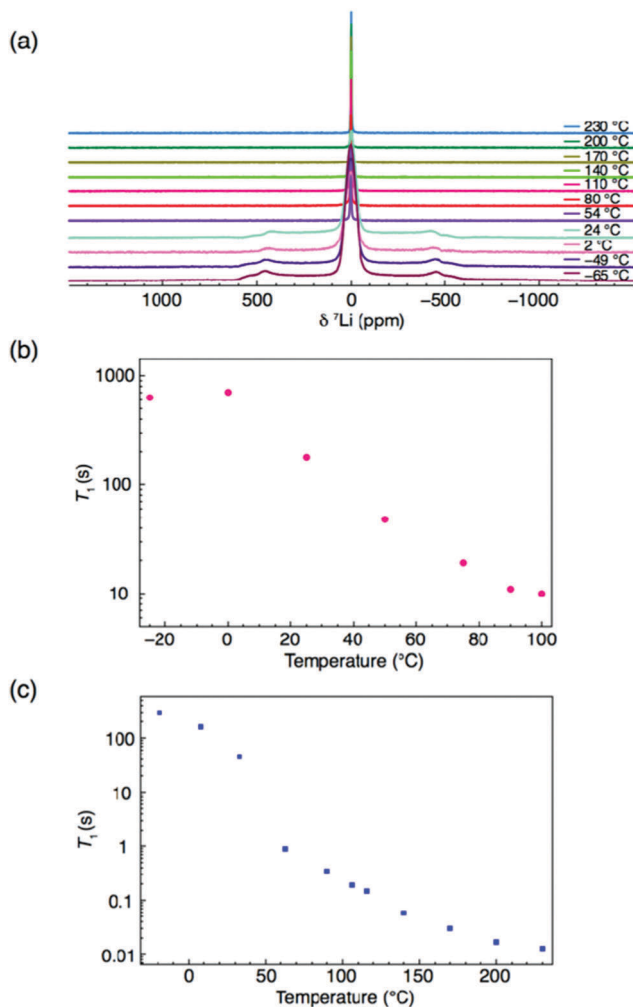 (a)
230 °C
200 °C
170 °C
140 °C
110 °C
80 °C
54 °C
24 °C
2 °C
−49 °C
−65 °C
1000 500 0 −500 −1000
δ ⁷Li (ppm)
(b)
1000
100
10
T₁ (s)
−20 0 20 40 60 80 100
Temperature (°C)
(c)
100
10
1
0.1
0.01
T₁ (s)
0 50 100 150 200
Temperature (°C)